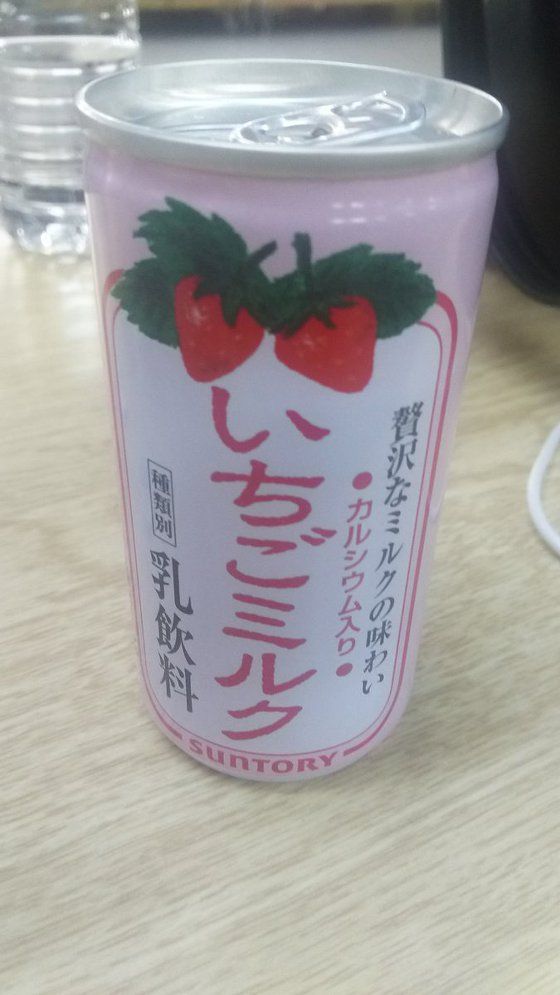 贅沢なミルクの味わい
●カルシウム入り●
いちごミルク
種類別 乳飲料
SUNTORY